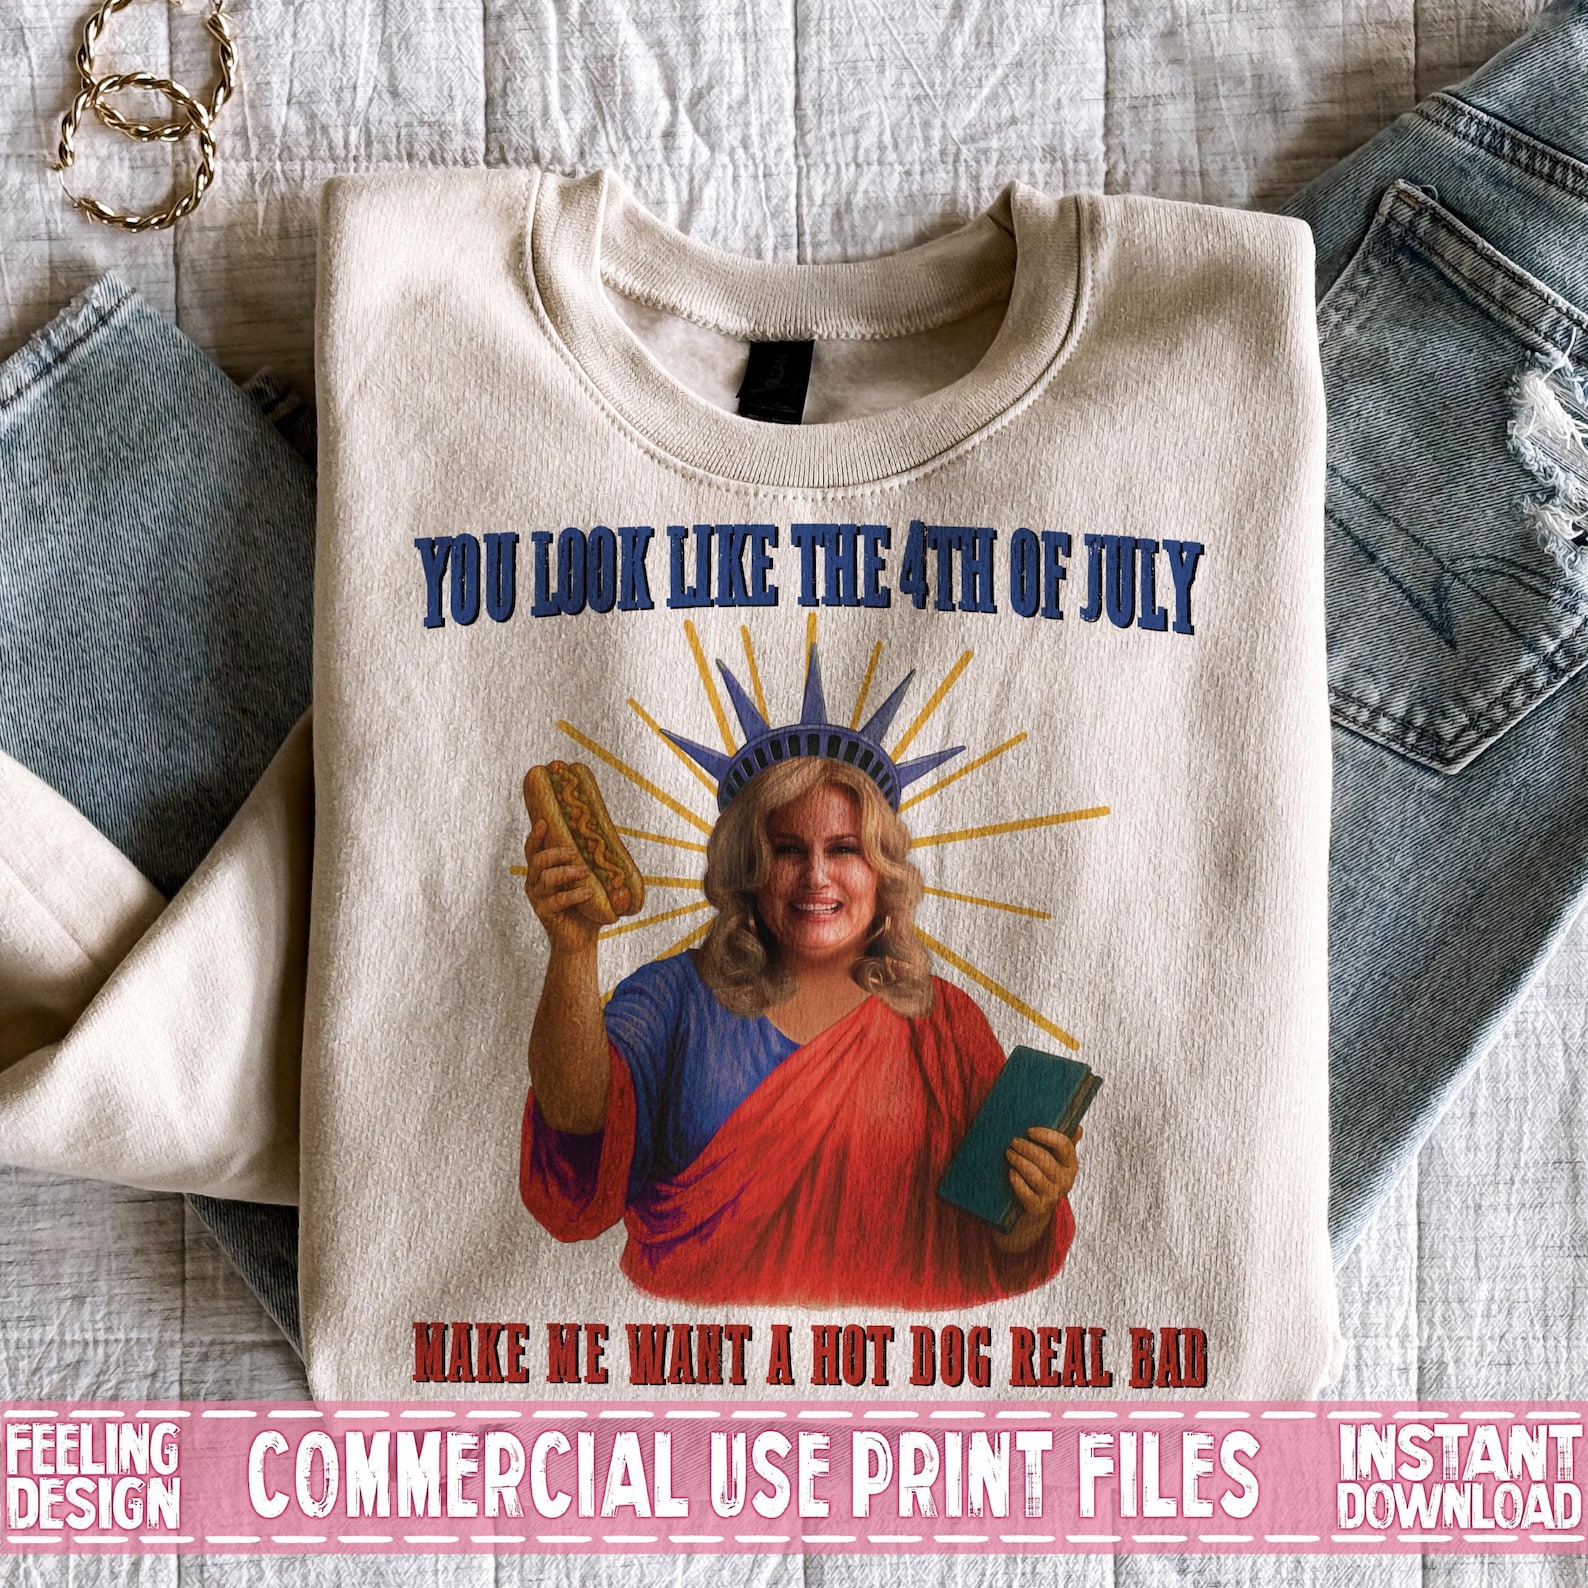 YOU LOOK LIKE THE 4TH OF JULY
MAKE ME WANT A HOT DOG REAL BAD
FEELING
DESIGN
COMMERCIAL USE PRINT FILES
INSTANT
DOWNLOAD